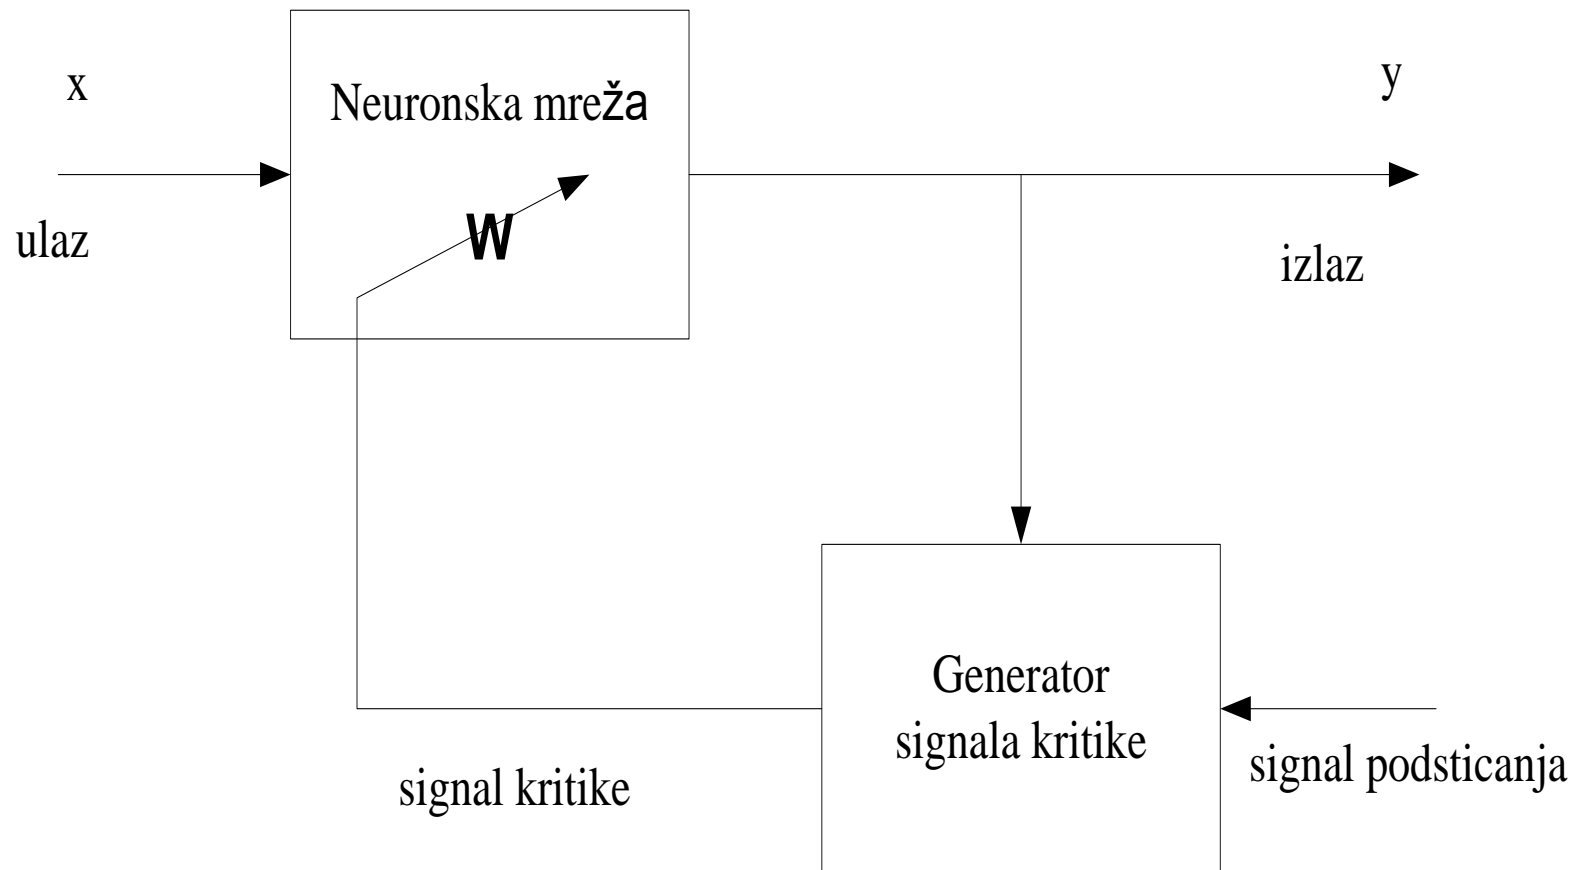 x
Neuronska mreža
y
W
ulaz
izlaz
Generator
signala kritike
signal kritike
signal podsticanja